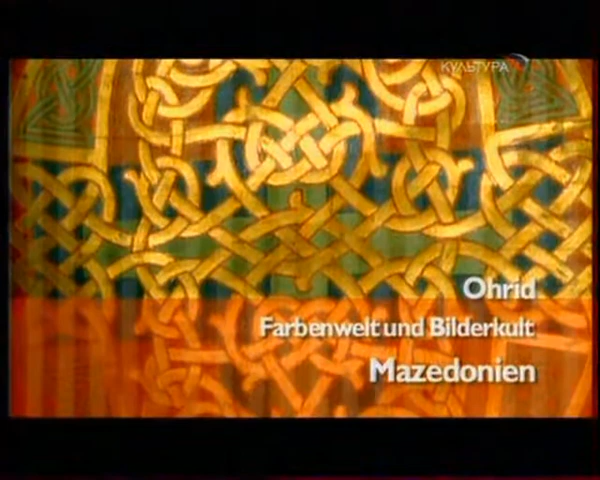 КУЛЬТУРА
Ohrid
Farbenwelt und Bilderkult
Mazedonien